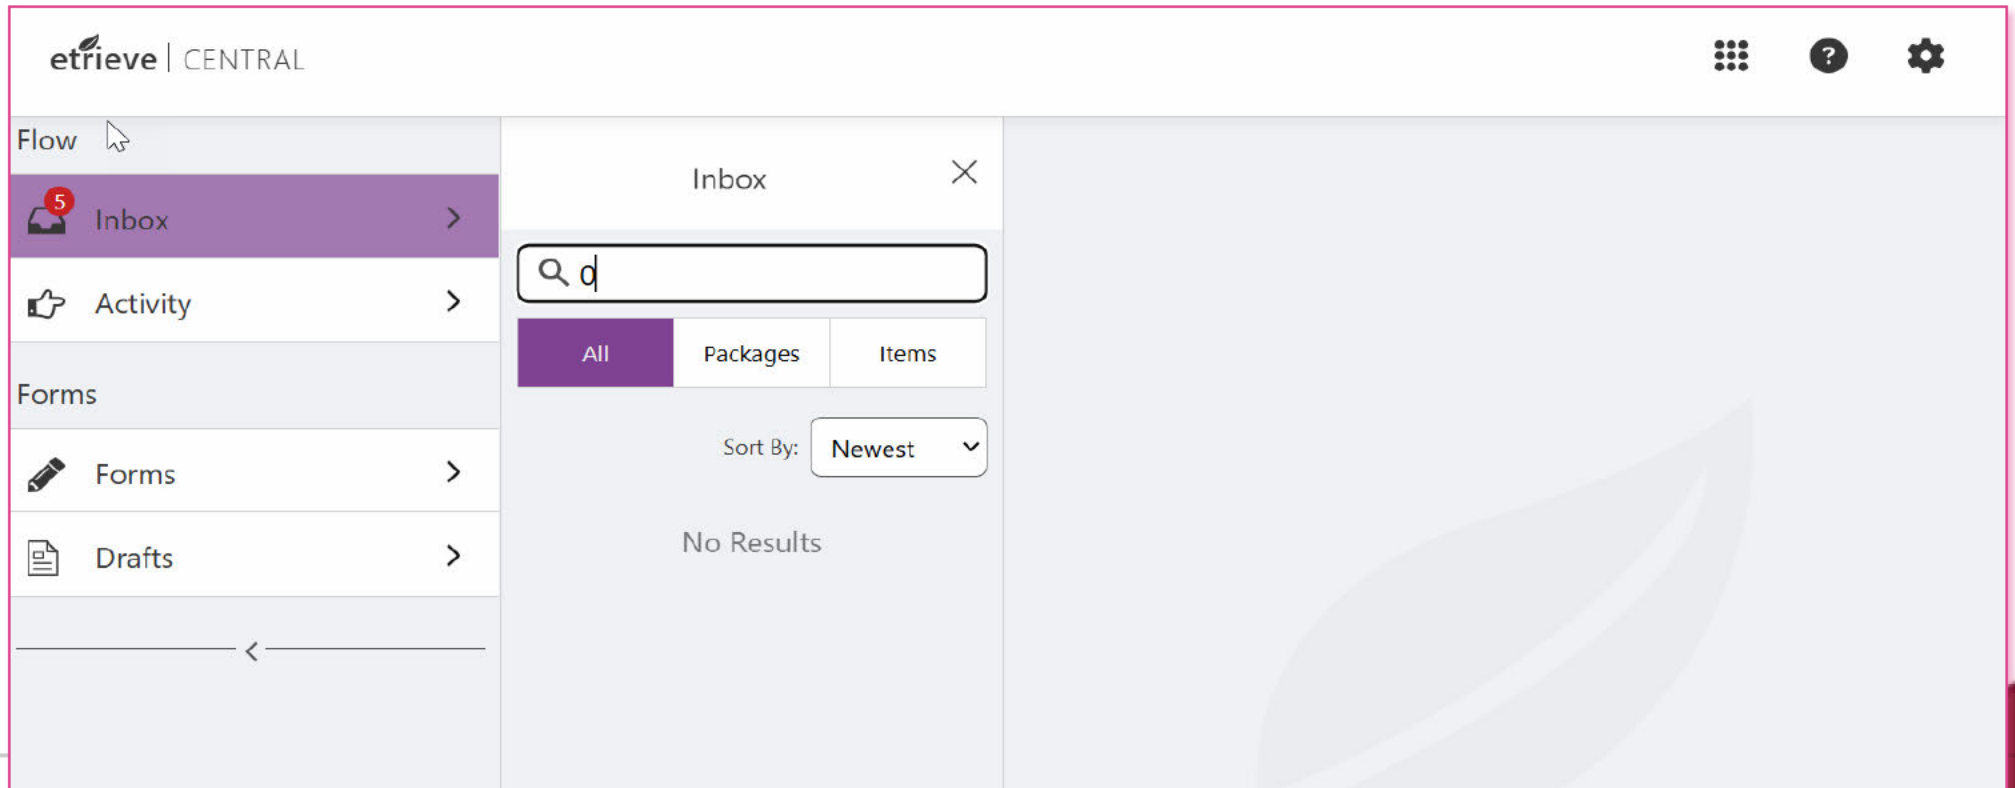 etrieve | CENTRAL
?
Flow
5
Inbox
Activity
Forms
Forms
Drafts
Inbox
0
All Packages Items
Sort By: Newest
No Results